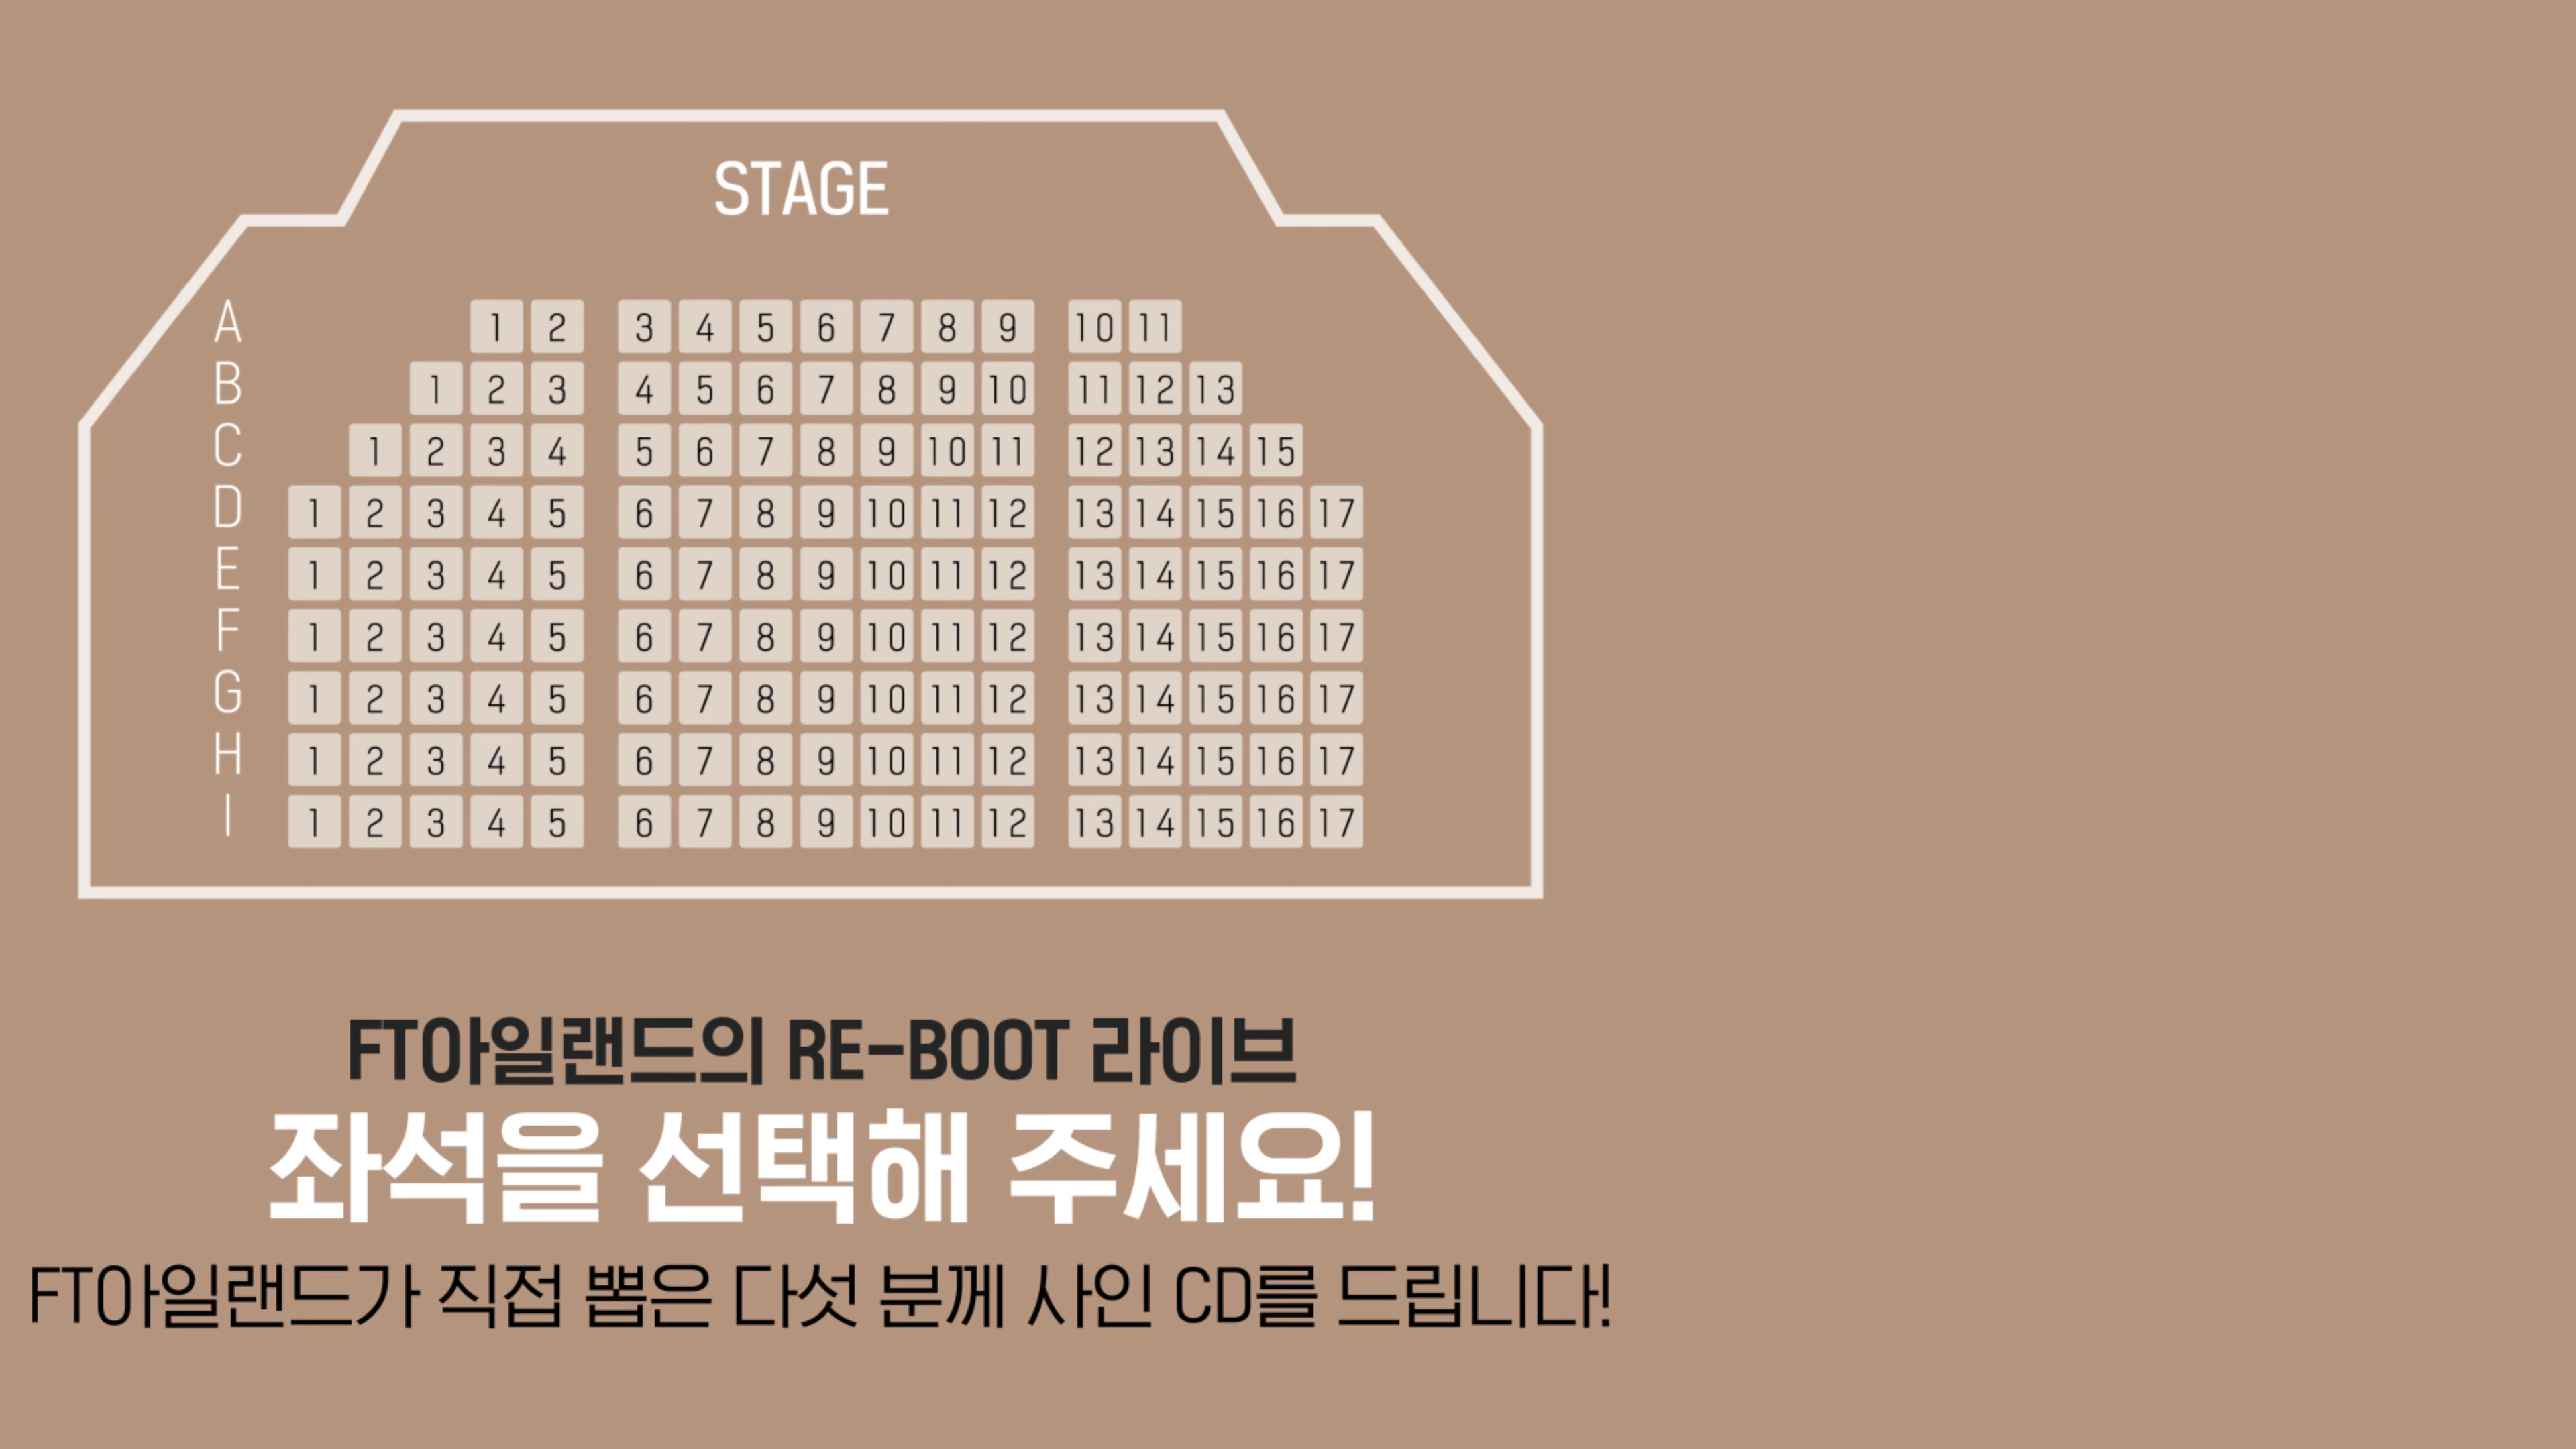 STAGE
A 1 2 3 4 5 6 7 8 9 10 11
B 1 2 3 4 5 6 7 8 9 10 11 12 13
C 1 2 3 4 5 6 7 8 9 10 11 12 13 14 15
D 1 2 3 4 5 6 7 8 9 10 11 12 13 14 15 16 17
E 1 2 3 4 5 6 7 8 9 10 11 12 13 14 15 16 17
F 1 2 3 4 5 6 7 8 9 10 11 12 13 14 15 16 17
G 1 2 3 4 5 6 7 8 9 10 11 12 13 14 15 16 17
H 1 2 3 4 5 6 7 8 9 10 11 12 13 14 15 16 17
I 1 2 3 4 5 6 7 8 9 10 11 12 13 14 15 16 17
FT아일랜드의 RE-BOOT 라이브
좌석을 선택해 주세요!
FT아일랜드가 직접 뽑은 다섯 분께 사인 CD를 드립니다!